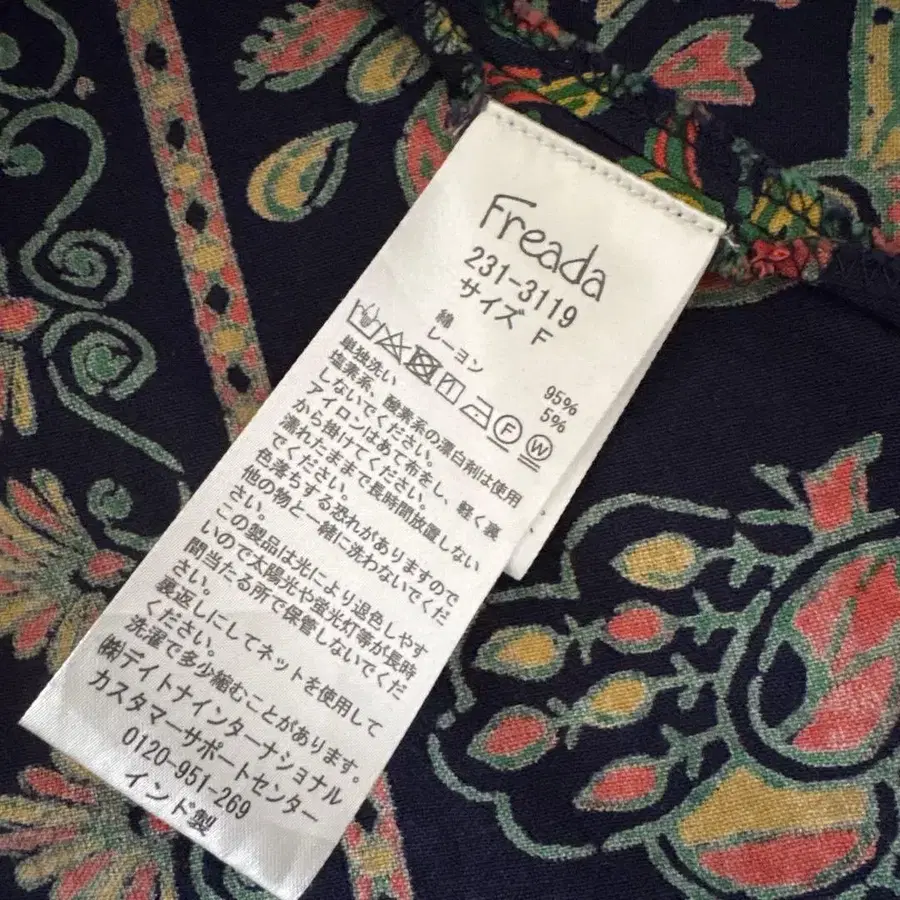 Freada
231-3119
サイズ F
綿 95%
レーヨン 5%
F W
単独洗い
塩素系、酸素系の漂白剤は使用
しないでください。
アイロンはあて布をし、軽く裏
から掛けてください。
濡れたままで長時間放置しない
でください。
色落ちする恐れがありますので
他の物と一緒に洗わないでくだ
さい。
この製品は光により退色しやす
いので太陽光や蛍光灯等が長時
間当たる所で保管しないでくだ
さい。
裏返しにしてネットを使用して
ください。
洗濯で多少縮むことがあります。
㈱デイトナインターナショナル
カスタマーサポートセンター
0120-951-269
インド製